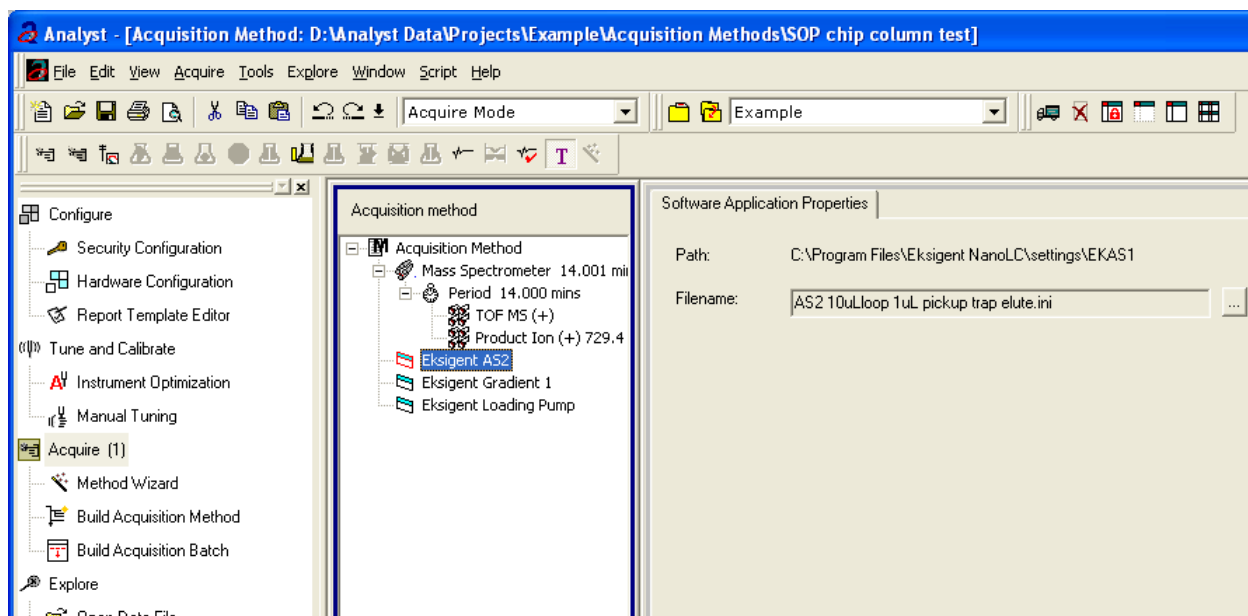 Analyst - [Acquisition Method: D:\Analyst Data\Projects\Example\Acquisition Methods\SOP chip column test]
File Edit View Acquire Tools Explore Window Script Help
Acquire Mode
Example
T
Configure
Security Configuration
Hardware Configuration
Report Template Editor
Tune and Calibrate
Instrument Optimization
Manual Tuning
Acquire (1)
Method Wizard
Build Acquisition Method
Build Acquisition Batch
Explore
Open Data File
Acquisition method
Acquisition Method
Mass Spectrometer 14.001
Period 14.000 mins
TOF MS (+)
Product Ion (+) 729.4
Eksigent AS2
Eksigent Gradient 1
Eksigent Loading Pump
Software Application Properties
Path: C:\Program Files\Eksigent NanoLC\settings\EKAS1
Filename: AS2 10uLloop 1uL pickup trap elute.ini ...